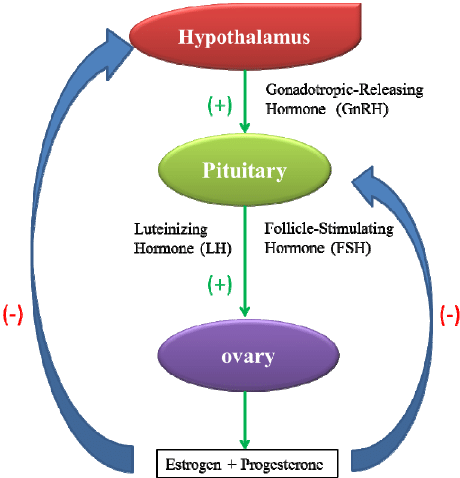 Hypothalamus
Gonadotropic-Releasing
Hormone (GnRH)
(+)
Pituitary
Luteinizing
Hormone (LH)
Follicle-Stimulating
Hormone (FSH)
(+)
(-)
(-)
ovary
Estrogen + Progesterone